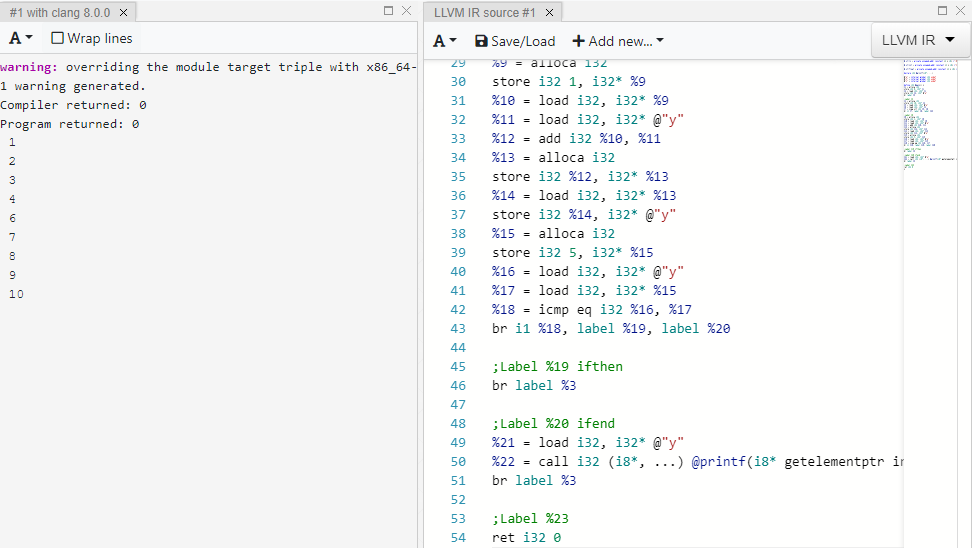 #1 with clang 8.0.0 ×
A Wrap lines
warning: overriding the module target triple with x86_64-
1 warning generated.
Compiler returned: 0
Program returned: 0
1
2
3
4
6
7
8
9
10
LLVM IR source #1 ×
A Save/Load + Add new... LLVM IR
29 %9 = alloca i32
30 store i32 1, i32* %9
31 %10 = load i32, i32* %9
32 %11 = load i32, i32* @"y"
33 %12 = add i32 %10, %11
34 %13 = alloca i32
35 store i32 %12, i32* %13
36 %14 = load i32, i32* %13
37 store i32 %14, i32* @"y"
38 %15 = alloca i32
39 store i32 5, i32* %15
40 %16 = load i32, i32* @"y"
41 %17 = load i32, i32* %15
42 %18 = icmp eq i32 %16, %17
43 br i1 %18, label %19, label %20
44
45 ;Label %19 ifthen
46 br label %3
47
48 ;Label %20 ifend
49 %21 = load i32, i32* @"y"
50 %22 = call i32 (i8*, ...) @printf(i8* getelementptr in
51 br label %3
52
53 ;Label %23
54 ret i32 0